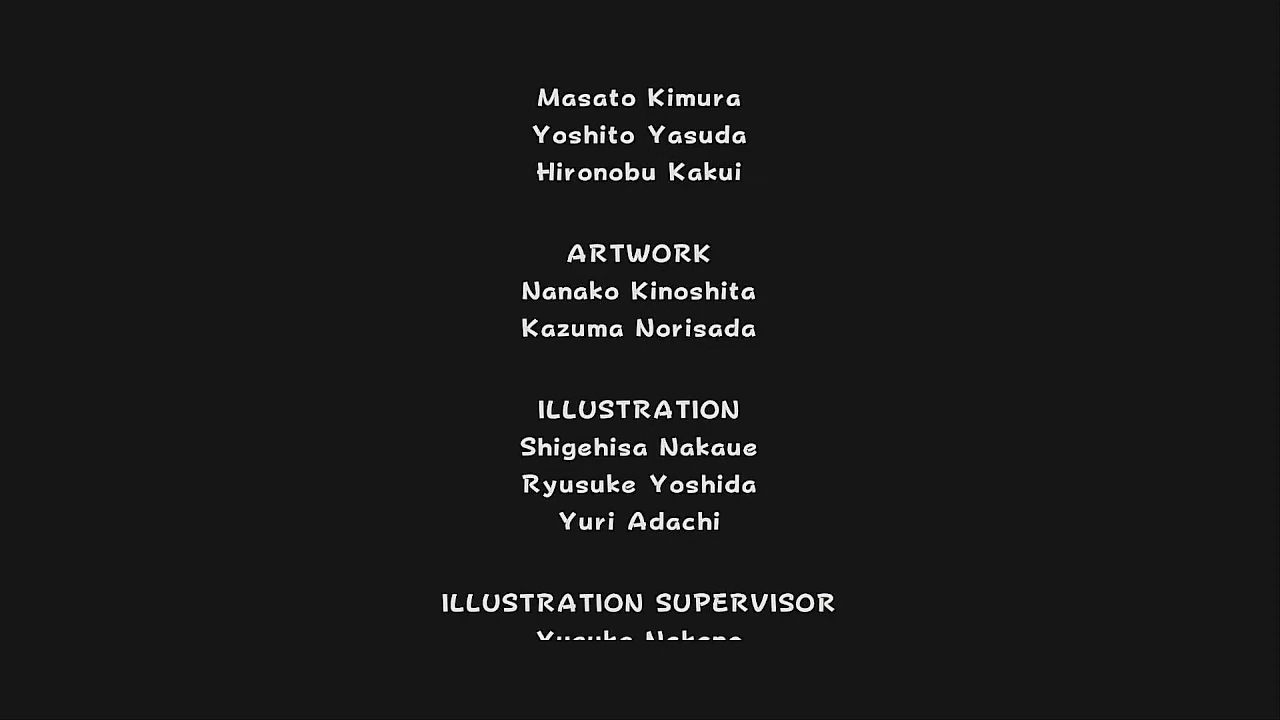 Masato Kimura
Yoshito Yasuda
Hironobu Kakui
ARTWORK
Nanako Kinoshita
Kazuma Norisada
ILLUSTRATION
Shigehisa Nakaue
Ryusuke Yoshida
Yuri Adachi
ILLUSTRATION SUPERVISOR